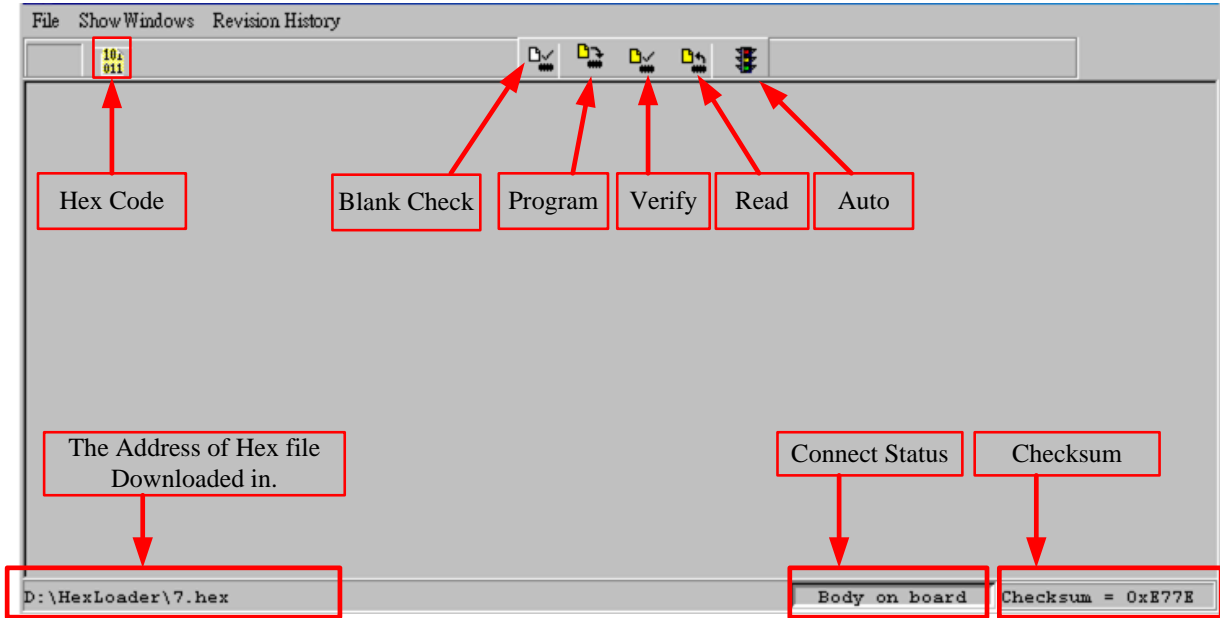 File Show Windows Revision History
101
011
Hex Code
Blank Check
Program
Verify
Read
Auto
The Address of Hex file
Downloaded in.
Connect Status
Checksum
D:\HexLoader\7.hex
Body on board
Checksum = 0xE77E